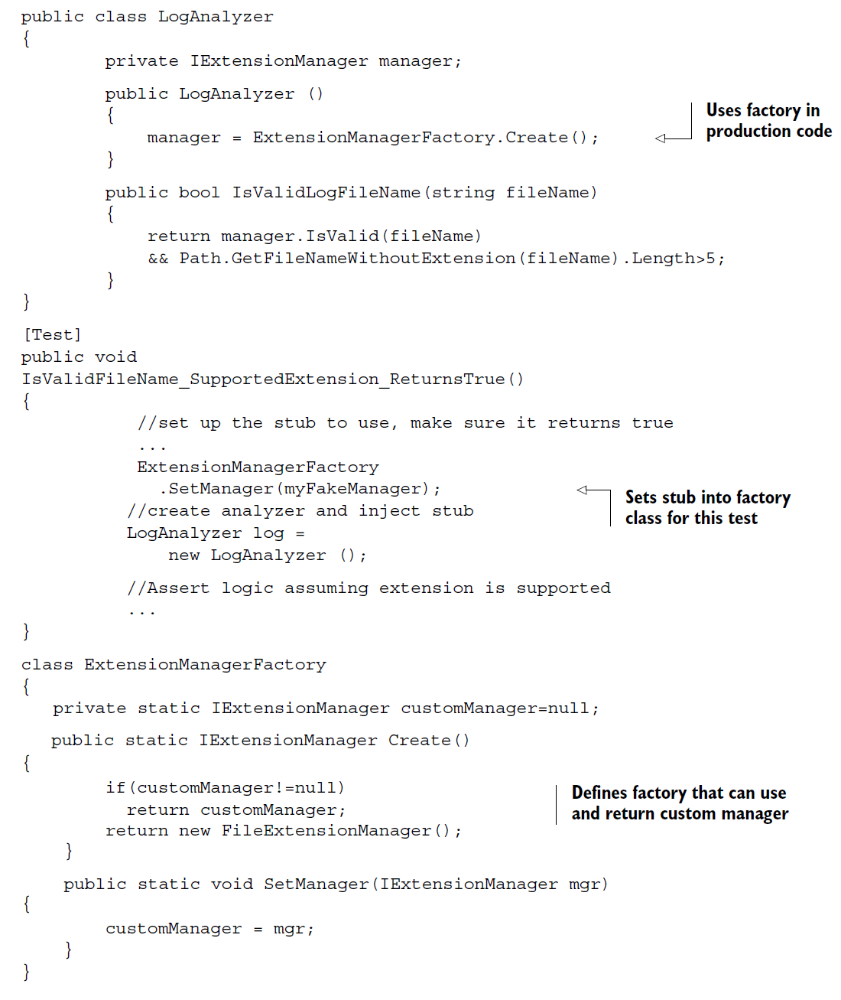 public class LogAnalyzer
{
private IExtensionManager manager;
public LogAnalyzer ()
{
manager = ExtensionManagerFactory.Create();
}
Uses factory in
production code
public bool IsValidLogFileName(string fileName)
{
return manager.IsValid(fileName)
&& Path.GetFileNameWithoutExtension(fileName).Length>5;
}
}
[Test]
public void
IsValidFileName_SupportedExtension_ReturnsTrue()
{
//set up the stub to use, make sure it returns true
...
ExtensionManagerFactory
.SetManager(myFakeManager);
Sets stub into factory
class for this test
//create analyzer and inject stub
LogAnalyzer log =
new LogAnalyzer ();
//Assert logic assuming extension is supported
...
}
class ExtensionManagerFactory
{
private static IExtensionManager customManager=null;
public static IExtensionManager Create()
{
if(customManager!=null)
return customManager;
return new FileExtensionManager();
}
Defines factory that can use
and return custom manager
public static void SetManager(IExtensionManager mgr)
{
customManager = mgr;
}
}